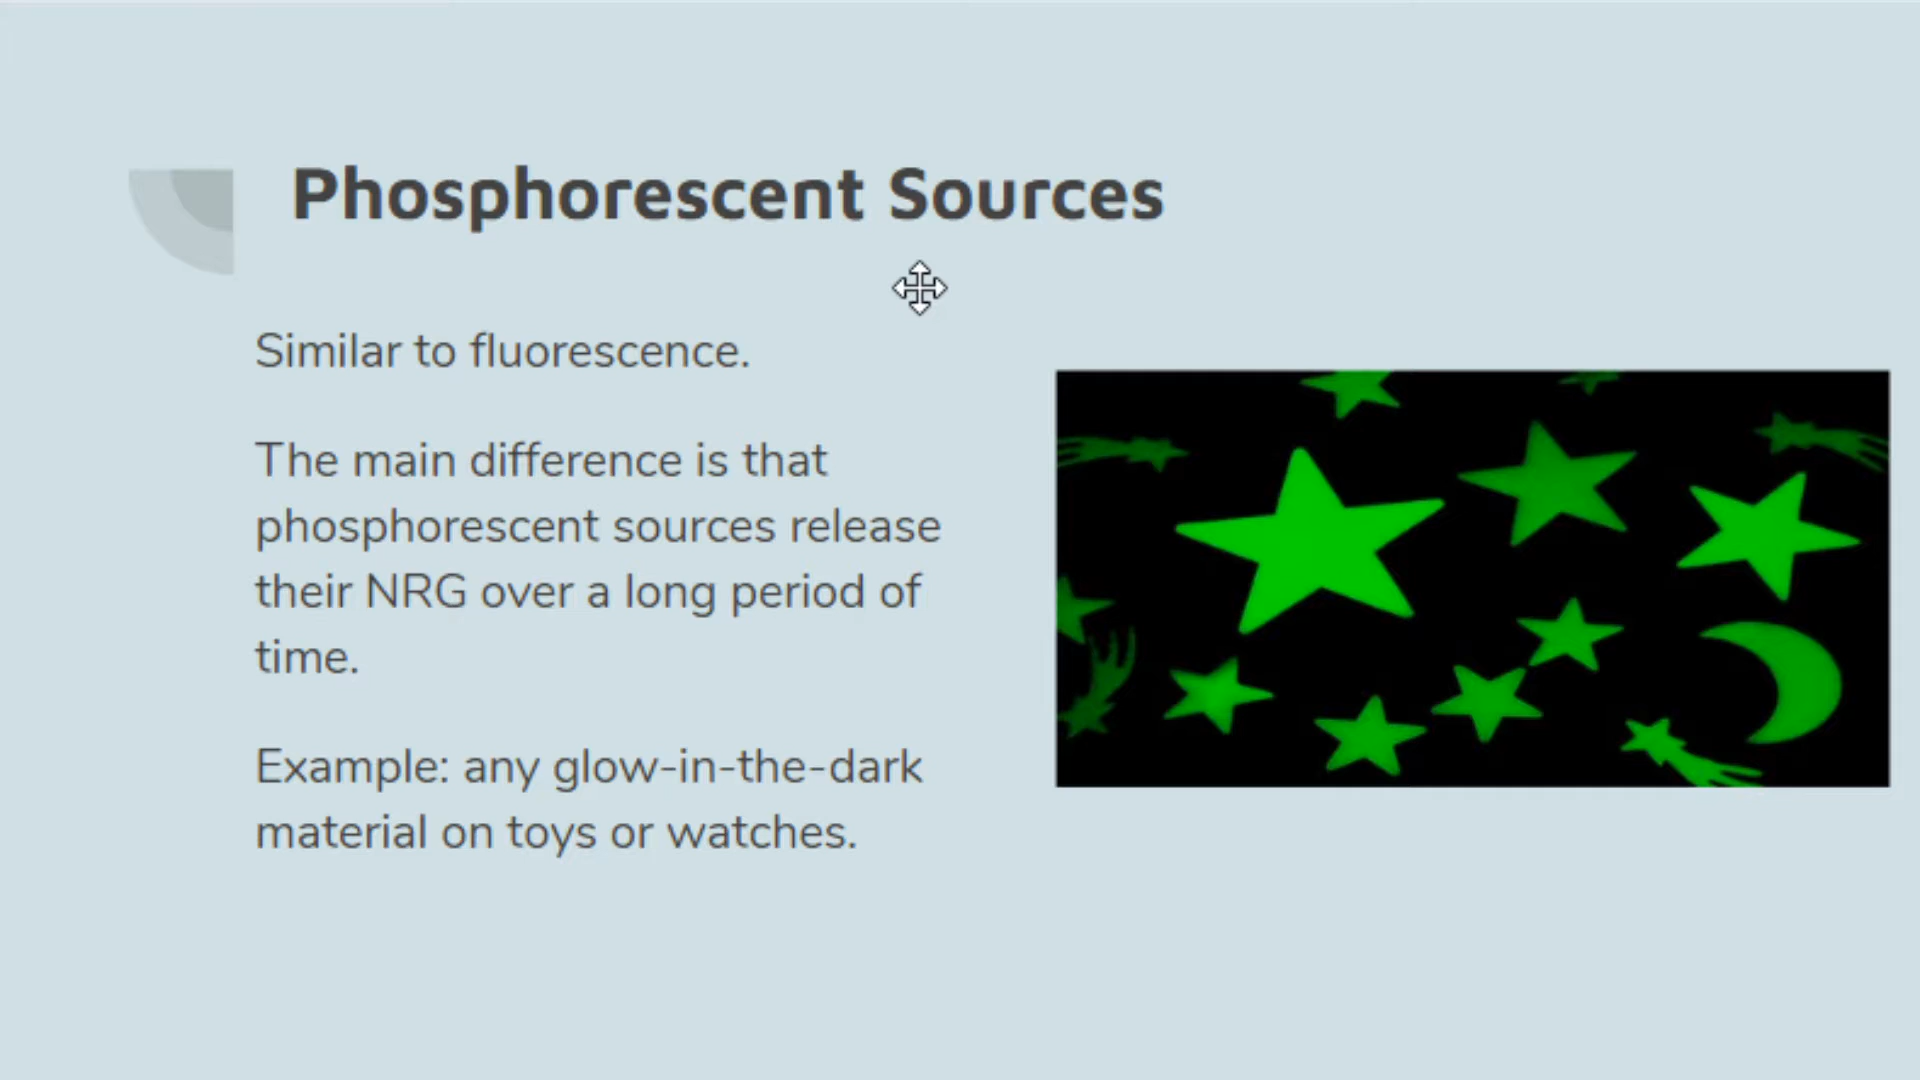 Phosphorescent Sources
Similar to fluorescence.
The main difference is that
phosphorescent sources release
their NRG over a long period of
time.
Example: any glow-in-the-dark
material on toys or watches.